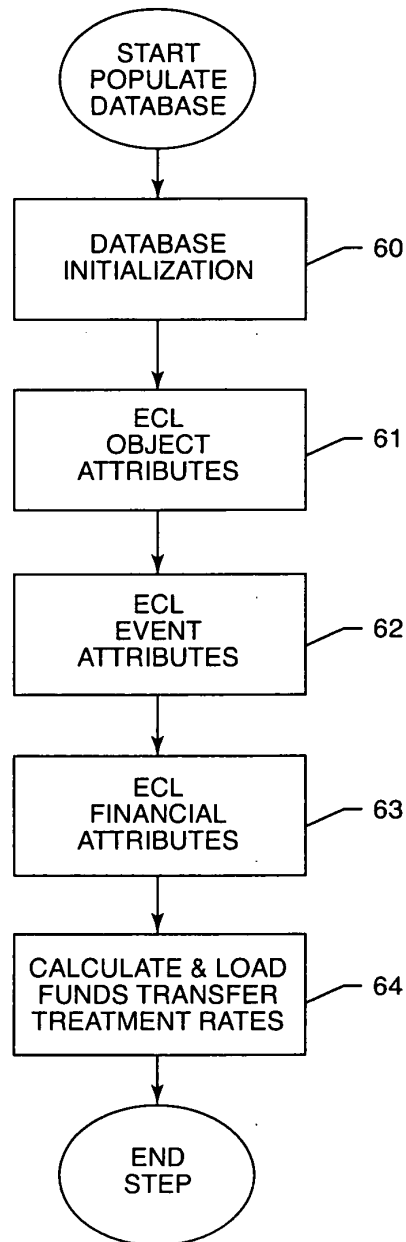 START
POPULATE
DATABASE
DATABASE
INITIALIZATION
60
ECL
OBJECT
ATTRIBUTES
61
ECL
EVENT
ATTRIBUTES
62
ECL
FINANCIAL
ATTRIBUTES
63
CALCULATE & LOAD
FUNDS TRANSFER
TREATMENT RATES
64
END
STEP